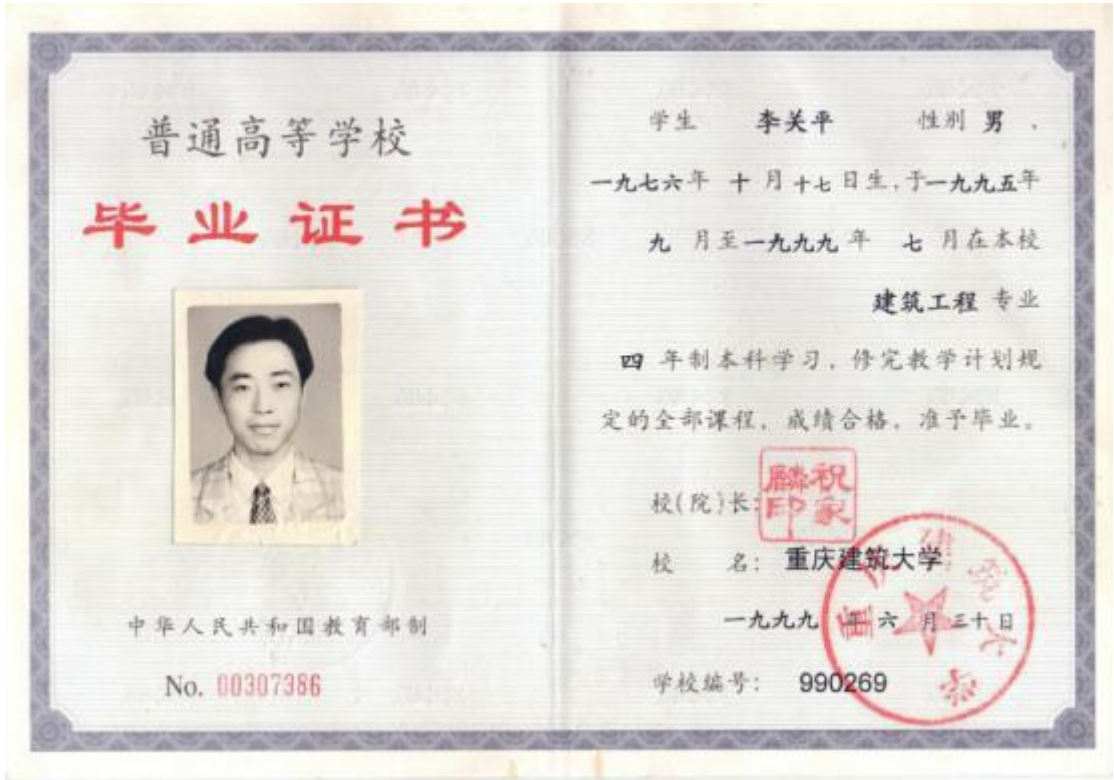 普通高等学校
毕业证书
中华人民共和国教育部制
No. 00307386
学生 李关平 性别 男 ,
一九七六年 十 月 十七 日生,于一九九五年
九 月至一九九九 年 七 月在本校
建筑工程 专业
四 年制本科学习，修完教学计划规
定的全部课程，成绩合格，准予毕业。
校(院)长:
祝家麟印
校 名: 重庆建筑大学
一九九九 年 六 月 三十 日
学校编号: 990269
重庆建筑大学